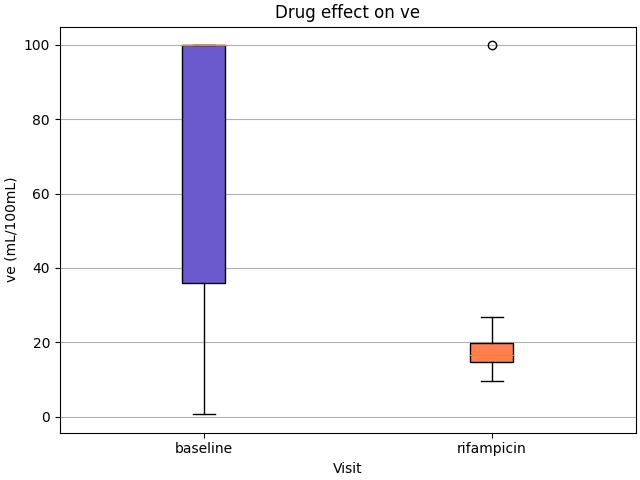 Drug effect on ve
100
80
60
40
20
0
ve (mL/100mL)
baseline
rifampicin
Visit